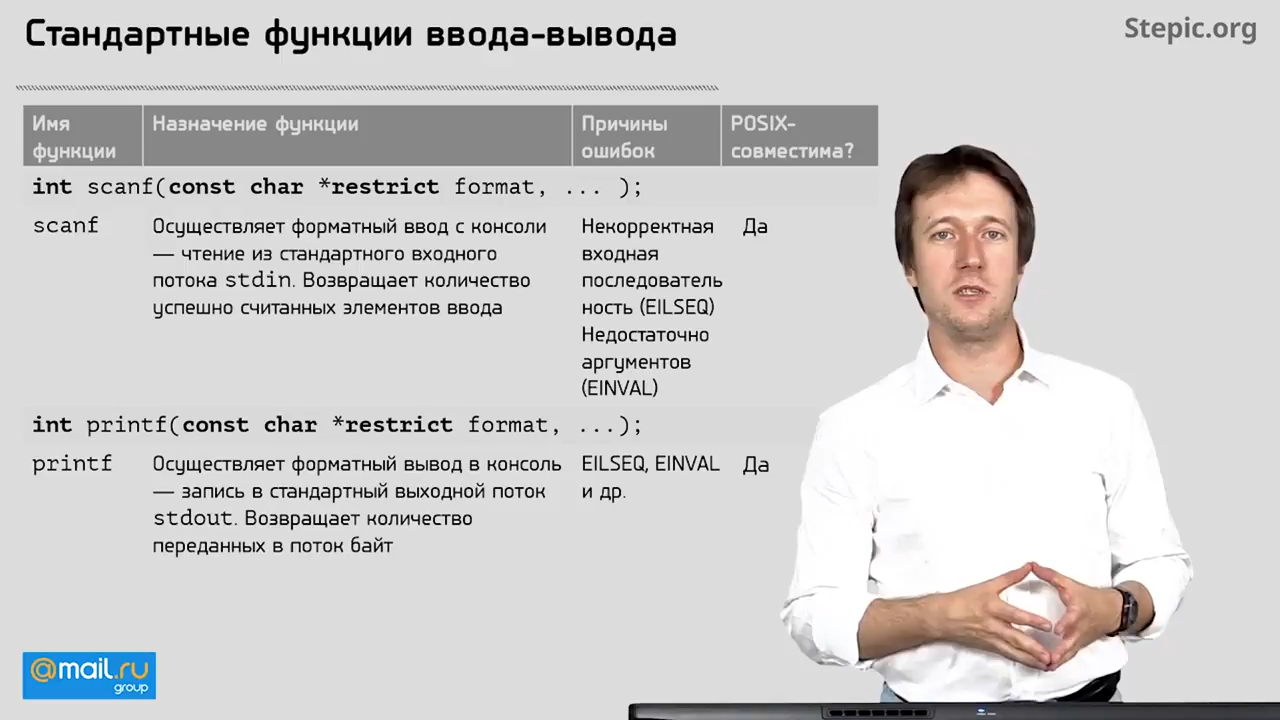 Стандартные функции ввода-вывода
Stepic.org
Имя функции
Назначение функции
Причины ошибок
POSIX-совместима?
int scanf(const char *restrict format, ... );
scanf
Осуществляет форматный ввод с консоли
— чтение из стандартного входного
потока stdin. Возвращает количество
успешно считанных элементов ввода
Некорректная
входная
последователь
ность (EILSEQ)
Недостаточно
аргументов
(EINVAL)
Да
int printf(const char *restrict format, ...);
printf
Осуществляет форматный вывод в консоль
— запись в стандартный выходной поток
stdout. Возвращает количество
переданных в поток байт
EILSEQ, EINVAL
и др.
Да
@mail.ru
group